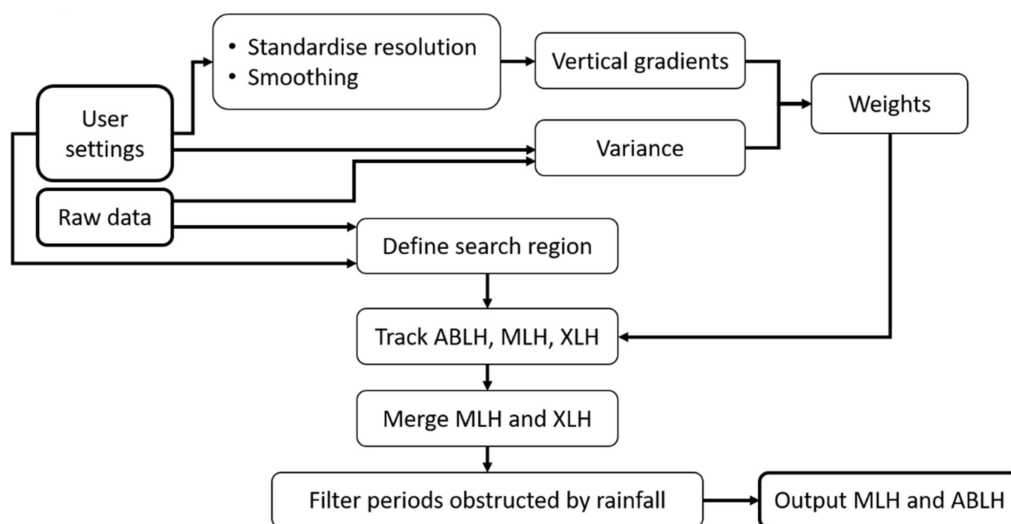 • Standardise resolution
• Smoothing
Vertical gradients
Weights
User
settings
Variance
Raw data
Define search region
Track ABLH, MLH, XLH
Merge MLH and XLH
Filter periods obstructed by rainfall
Output MLH and ABLH